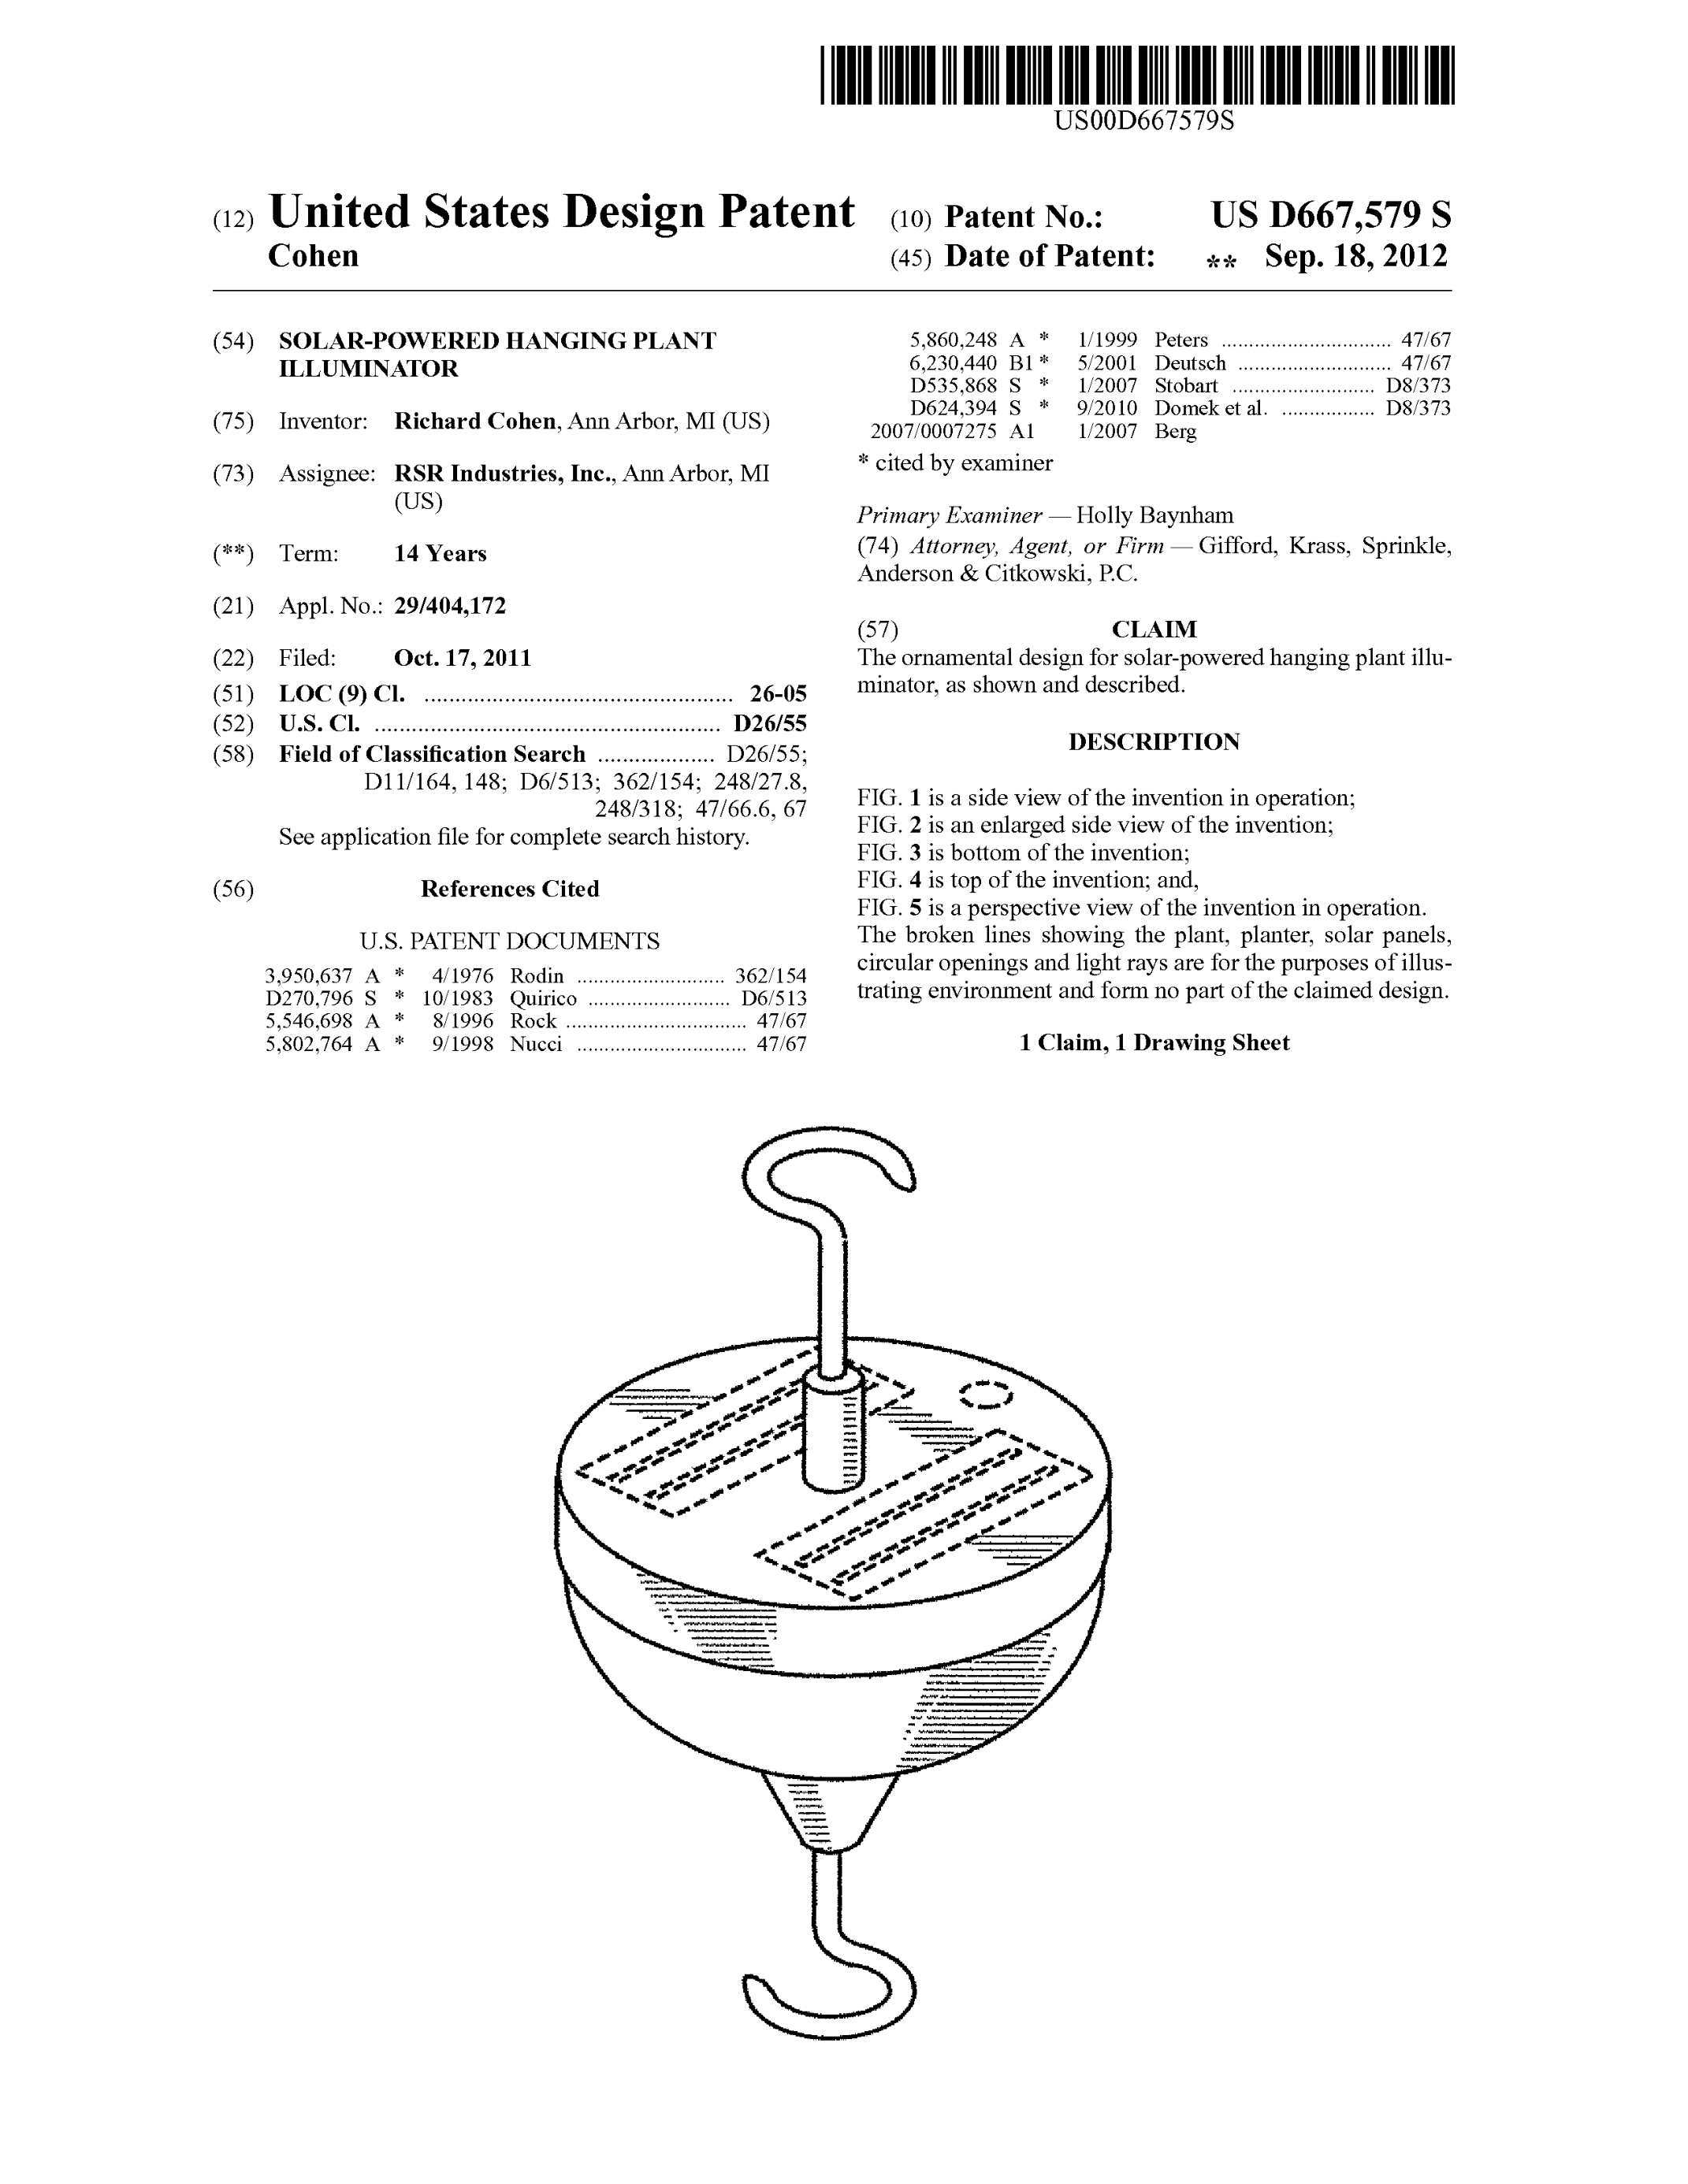 US00D667579S
(12) United States Design Patent
Cohen
(10) Patent No.: US D667,579 S
(45) Date of Patent: ** Sep. 18, 2012
(54) SOLAR-POWERED HANGING PLANT
ILLUMINATOR
(75) Inventor: Richard Cohen, Ann Arbor, MI (US)
(73) Assignee: RSR Industries, Inc., Ann Arbor, MI
(US)
(**) Term: 14 Years
(21) Appl. No.: 29/404,172
(22) Filed: Oct. 17, 2011
(51) LOC (9) Cl. ............................................ 26-05
(52) U.S. Cl. .................................................. D26/55
(58) Field of Classification Search ................... D26/55;
D11/164, 148; D6/513; 362/154; 248/27.8,
248/318; 47/66.6, 67
See application file for complete search history.
(56) References Cited
U.S. PATENT DOCUMENTS
3,950,637 A * 4/1976 Rodin .......................... 362/154
D270,796 S * 10/1983 Quirico ......................... D6/513
5,546,698 A * 8/1996 Rock ................................ 47/67
5,802,764 A * 9/1998 Nucci .............................. 47/67
5,860,248 A * 1/1999 Peters .............................. 47/67
6,230,440 B1 * 5/2001 Deutsch ........................... 47/67
D535,868 S * 1/2007 Stobart ......................... D8/373
D624,394 S * 9/2010 Domek et al. ................ D8/373
2007/0007275 A1 1/2007 Berg
* cited by examiner
Primary Examiner — Holly Baynham
(74) Attorney, Agent, or Firm — Gifford, Krass, Sprinkle,
Anderson & Citkowski, P.C.
(57) CLAIM
The ornamental design for solar-powered hanging plant illu-
minator, as shown and described.
DESCRIPTION
FIG. 1 is a side view of the invention in operation;
FIG. 2 is an enlarged side view of the invention;
FIG. 3 is bottom of the invention;
FIG. 4 is top of the invention; and,
FIG. 5 is a perspective view of the invention in operation.
The broken lines showing the plant, planter, solar panels,
circular openings and light rays are for the purposes of illus-
trating environment and form no part of the claimed design.
1 Claim, 1 Drawing Sheet